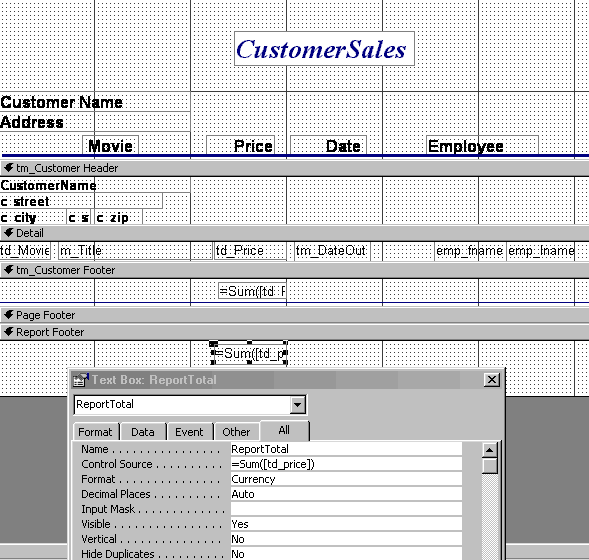 CustomerSales
Customer Name
Address
Movie Price Date Employee
tm_Customer Header
CustomerName
c_street
c_city c_s c_zip
Detail
td_Movie m_Title td_Price tm_DateOut emp_fname emp_lname
tm_Customer Footer
=Sum([td_P
Page Footer
Report Footer
=Sum([td_p
Text Box: ReportTotal
ReportTotal
Format Data Event Other All
Name . . . . . . . . . . . . . . . . ReportTotal
Control Source . . . . . . . . . . =Sum([td_price])
Format . . . . . . . . . . . . . . . Currency
Decimal Places . . . . . . . . . . Auto
Input Mask . . . . . . . . . . . . .
Visible . . . . . . . . . . . . . . . . Yes
Vertical . . . . . . . . . . . . . . . No
Hide Duplicates . . . . . . . . . . No